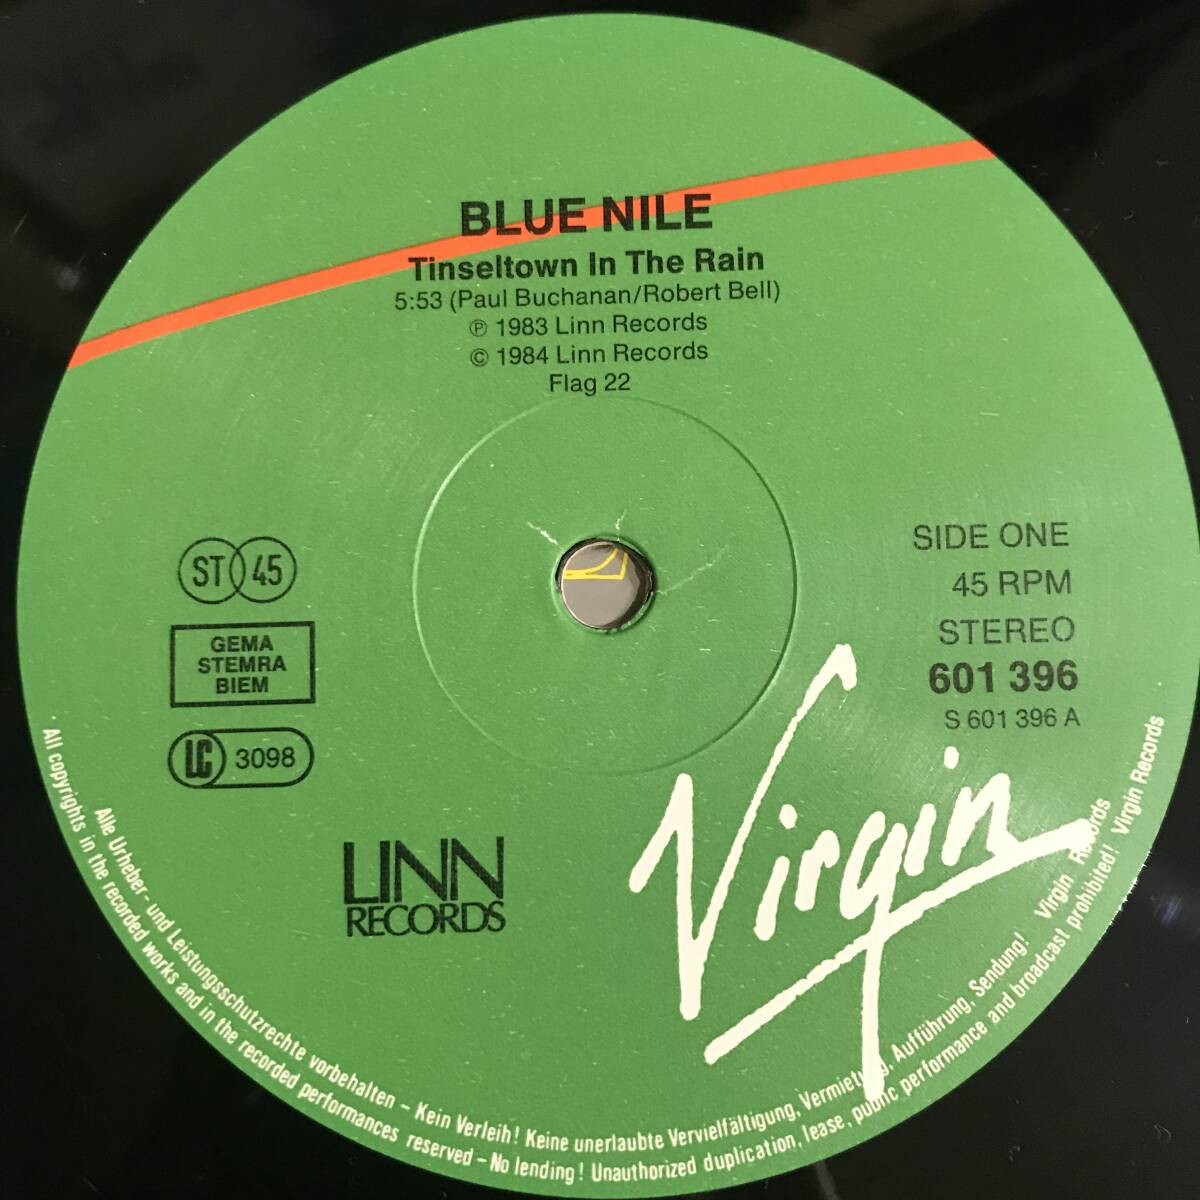 BLUE NILE
Tinseltown In The Rain
5:53 (Paul Buchanan/Robert Bell)
℗ 1983 Linn Records
© 1984 Linn Records
Flag 22
ST 45
GEMA
STEMRA
BIEM
LC 3098
SIDE ONE
45 RPM
STEREO
601 396
S 601 396 A
LINN
RECORDS
Virgin
Alle Urheber- und Leistungsschutzrechte vorbehalten – Kein Verleih! Keine unerlaubte Vervielfältigung, Vermietung, Aufführung, Sendung! Virgin Records
All copyrights in the recorded works and in the recorded performances reserved – No lending! Unauthorized duplication, lease, public performance and broadcast prohibited! Virgin Records